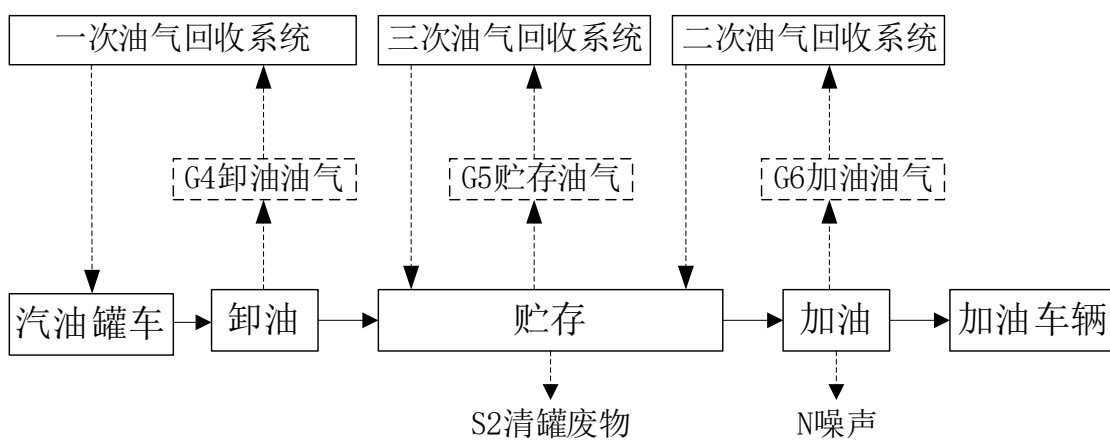 一次油气回收系统
三次油气回收系统
二次油气回收系统
G4卸油油气
G5贮存油气
G6加油油气
汽油罐车
卸油
贮存
加油
加油车辆
S2清罐废物
N噪声